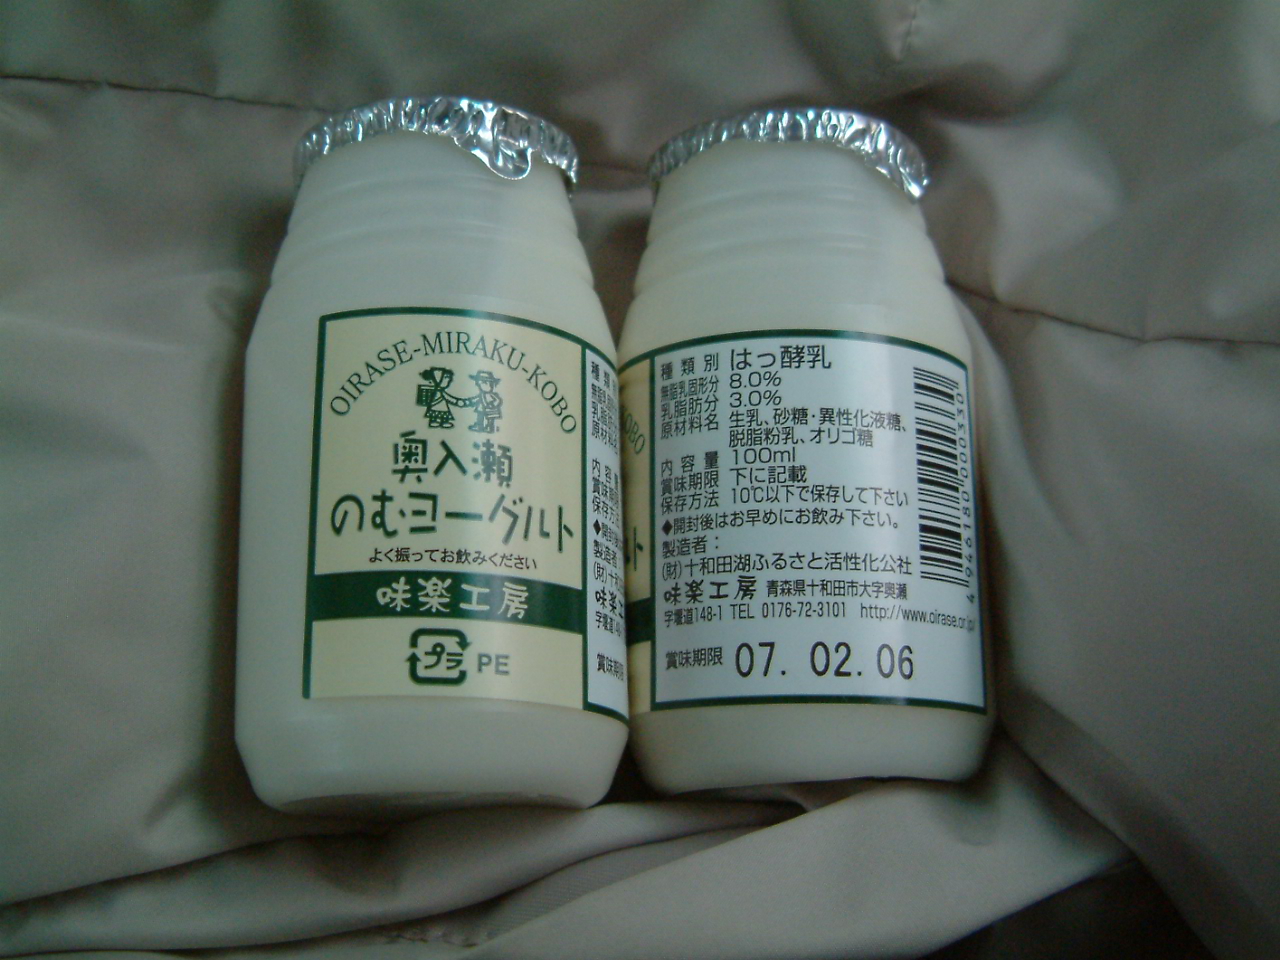 OIRASE-MIRAKU-KOBO
奥入瀬
のむヨーグルト
よく振ってお飲みください
味楽工房
プラ PE
種類別 はっ酵乳
無脂乳固形分 8.0%
乳脂肪分 3.0%
原材料名 生乳、砂糖・異性化液糖、
脱脂粉乳、オリゴ糖
内容量 100ml
賞味期限 下に記載
保存方法 10℃以下で保存して下さい
◆開封後はお早めにお飲み下さい。
製造者：
(財)十和田湖ふるさと活性化公社
味楽工房 青森県十和田市大字奥瀬
字堰道148-1 TEL 0176-72-3101 http://www.oirase.or.jp/
賞味期限 07. 02. 06
4 946180 000330